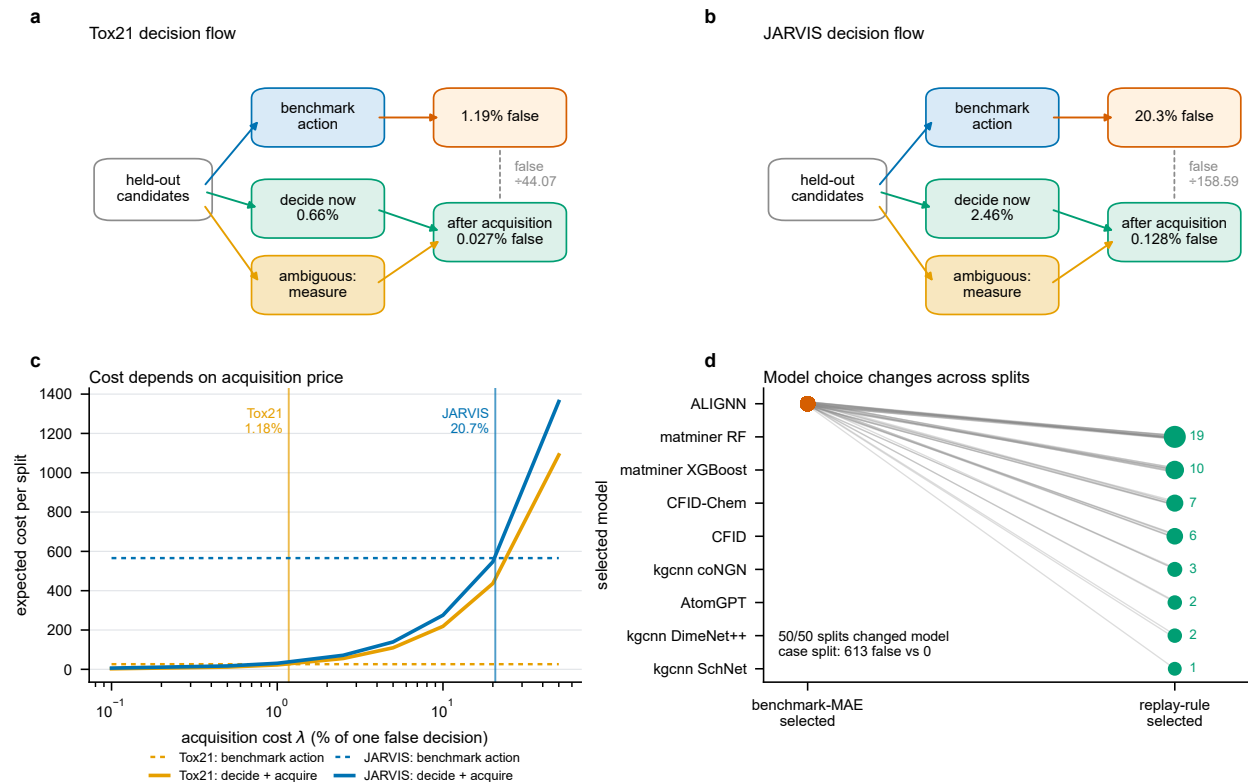 a
Tox21 decision flow
benchmark
action
1.19% false
held-out
candidates
false
÷44.07
decide now
0.66%
after acquisition
0.027% false
ambiguous:
measure
b
JARVIS decision flow
benchmark
action
20.3% false
held-out
candidates
false
÷158.59
decide now
2.46%
after acquisition
0.128% false
ambiguous:
measure
c
Cost depends on acquisition price
expected cost per split
1400
1200
1000
800
600
400
200
0
Tox21
1.18%
JARVIS
20.7%
10⁻¹
10⁰
10¹
acquisition cost λ (% of one false decision)
Tox21: benchmark action
JARVIS: benchmark action
Tox21: decide + acquire
JARVIS: decide + acquire
d
Model choice changes across splits
selected model
ALIGNN
matminer RF
19
matminer XGBoost
10
CFID-Chem
7
CFID
6
kgcnn coNGN
3
AtomGPT
2
kgcnn DimeNet++
2
kgcnn SchNet
1
50/50 splits changed model
case split: 613 false vs 0
benchmark-MAE
selected
replay-rule
selected